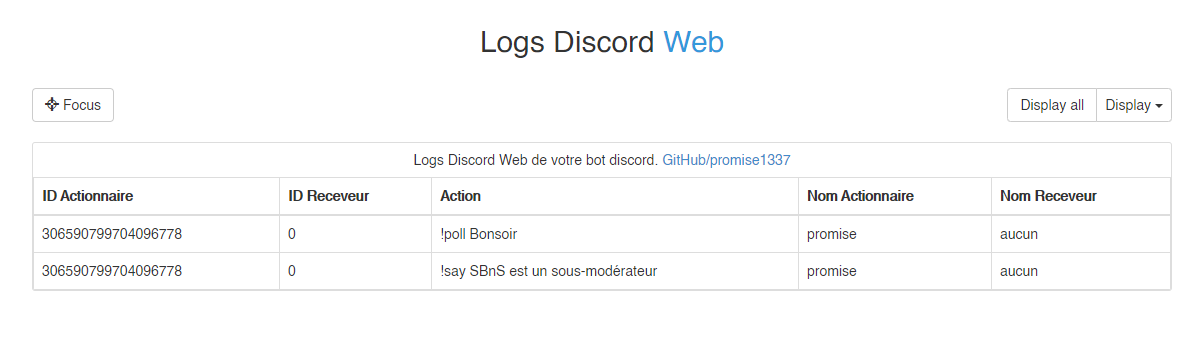 Logs Discord Web
Focus
Display all Display
Logs Discord Web de votre bot discord. GitHub/promise1337
ID Actionnaire ID Receveur Action Nom Actionnaire Nom Receveur
306590799704096778 0 !poll Bonsoir promise aucun
306590799704096778 0 !say SBnS est un sous-modérateur promise aucun